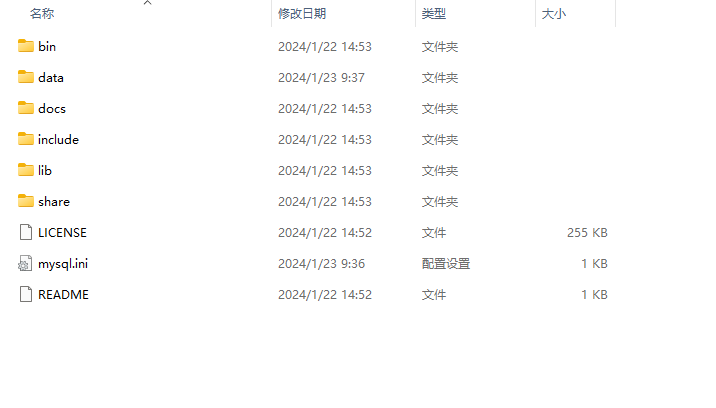 名称 修改日期 类型 大小
bin 2024/1/22 14:53 文件夹
data 2024/1/23 9:37 文件夹
docs 2024/1/22 14:53 文件夹
include 2024/1/22 14:53 文件夹
lib 2024/1/22 14:53 文件夹
share 2024/1/22 14:53 文件夹
LICENSE 2024/1/22 14:52 文件 255 KB
mysql.ini 2024/1/23 9:36 配置设置 1 KB
README 2024/1/22 14:52 文件 1 KB